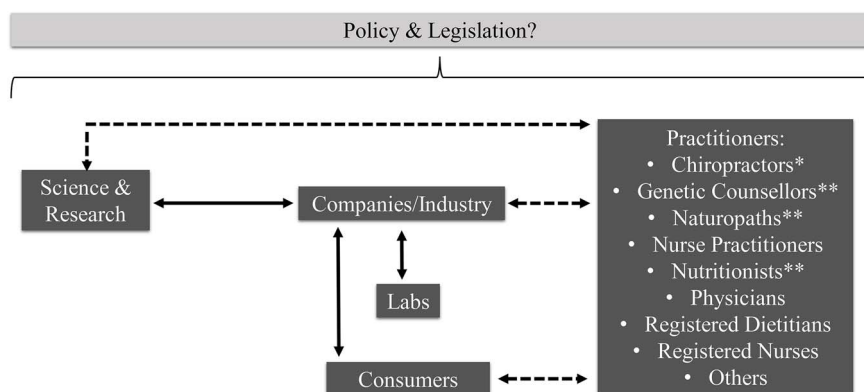 Policy & Legislation?
Science &
Research
Companies/Industry
Labs
Consumers
Practitioners:
• Chiropractors*
• Genetic Counsellors**
• Naturopaths**
• Nurse Practitioners
• Nutritionists**
• Physicians
• Registered Dietitians
• Registered Nurses
• Others